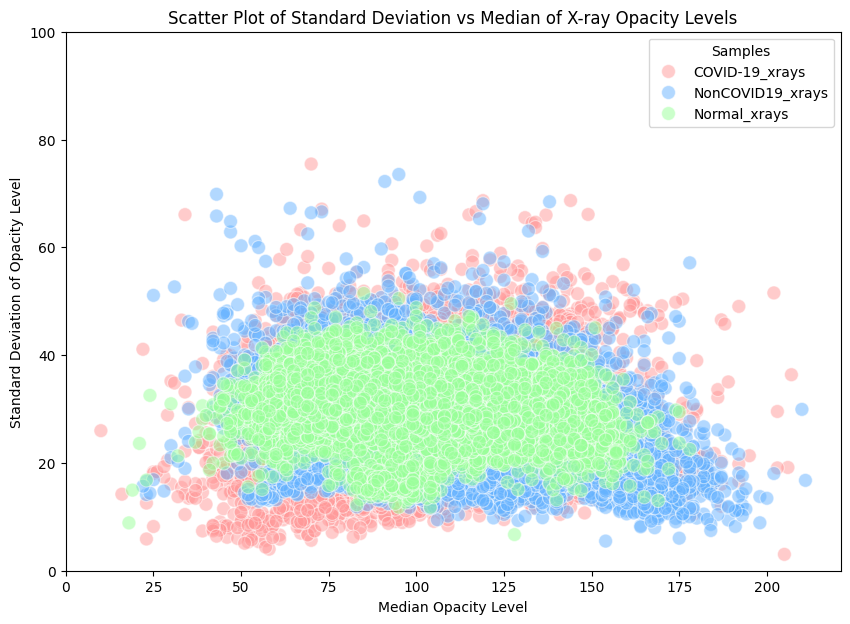 Scatter Plot of Standard Deviation vs Median of X-ray Opacity Levels
Samples
COVID-19_xrays
NonCOVID19_xrays
Normal_xrays
Standard Deviation of Opacity Level
100
80
60
40
20
0
0 25 50 75 100 125 150 175 200
Median Opacity Level